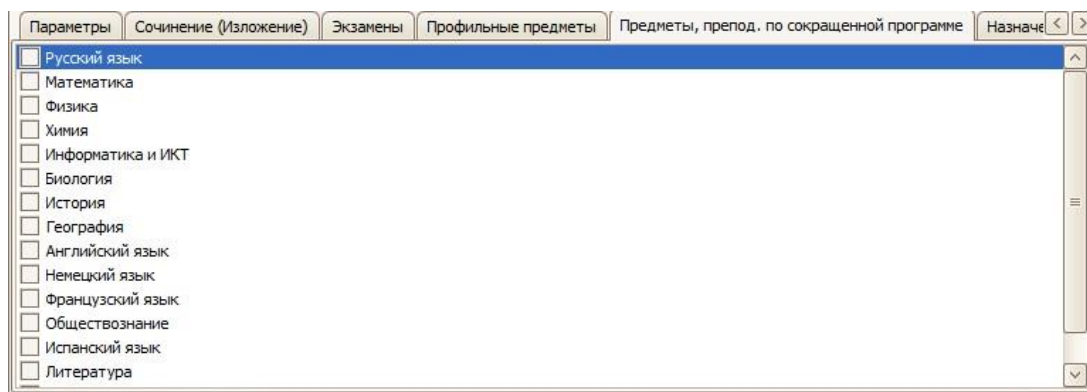 Параметры Сочинение (Изложение) Экзамены Профильные предметы Предметы, препод. по сокращенной программе Назначе
Русский язык
Математика
Физика
Химия
Информатика и ИКТ
Биология
История
География
Английский язык
Немецкий язык
Французский язык
Обществознание
Испанский язык
Литература